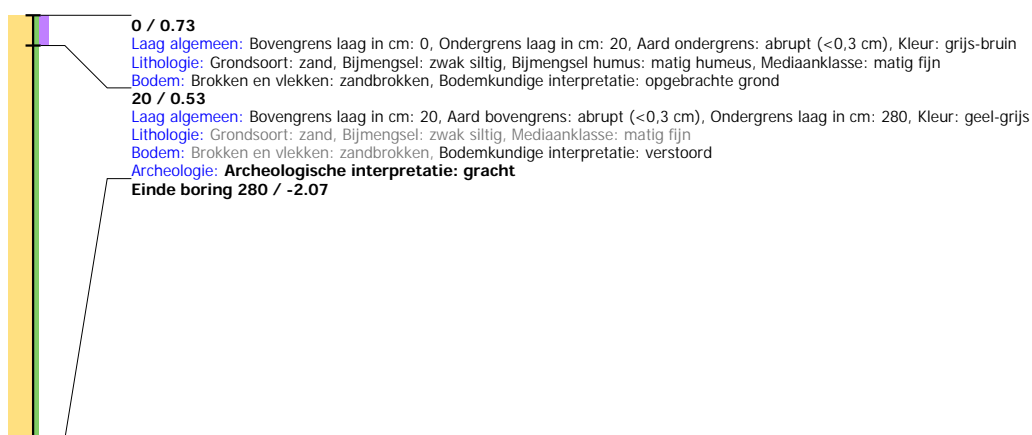 0 / 0.73
Laag algemeen: Bovengrens laag in cm: 0, Ondergrens laag in cm: 20, Aard ondergrens: abrupt (<0,3 cm), Kleur: grijs-bruin
Lithologie: Grondsoort: zand, Bijmengsel: zwak siltig, Bijmengsel humus: matig humeus, Mediaanklasse: matig fijn
Bodem: Brokken en vlekken: zandbrokken, Bodemkundige interpretatie: opgebrachte grond
20 / 0.53
Laag algemeen: Bovengrens laag in cm: 20, Aard bovengrens: abrupt (<0,3 cm), Ondergrens laag in cm: 280, Kleur: geel-grijs
Lithologie: Grondsoort: zand, Bijmengsel: zwak siltig, Mediaanklasse: matig fijn
Bodem: Brokken en vlekken: zandbrokken, Bodemkundige interpretatie: verstoord
Archeologie: Archeologische interpretatie: gracht
Einde boring 280 / -2.07